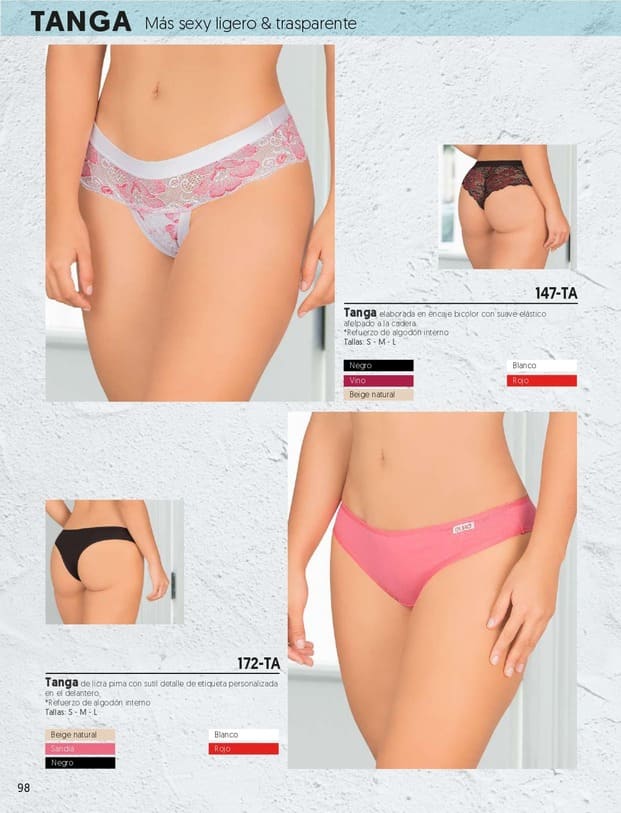 TANGA Más sexy ligero & trasparente
147-TA
Tanga elaborada en encaje bicolor con suave elástico
afelpado a la cadera.
*Refuerzo de algodón interno
Tallas: S - M - L
Negro Blanco
Vino Rojo
Beige natural
172-TA
Tanga de licra pima con sutil detalle de etiqueta personalizada
en el delantero.
*Refuerzo de algodón interno
Tallas: S - M - L
Beige natural Blanco
Sandía Rojo
Negro
98